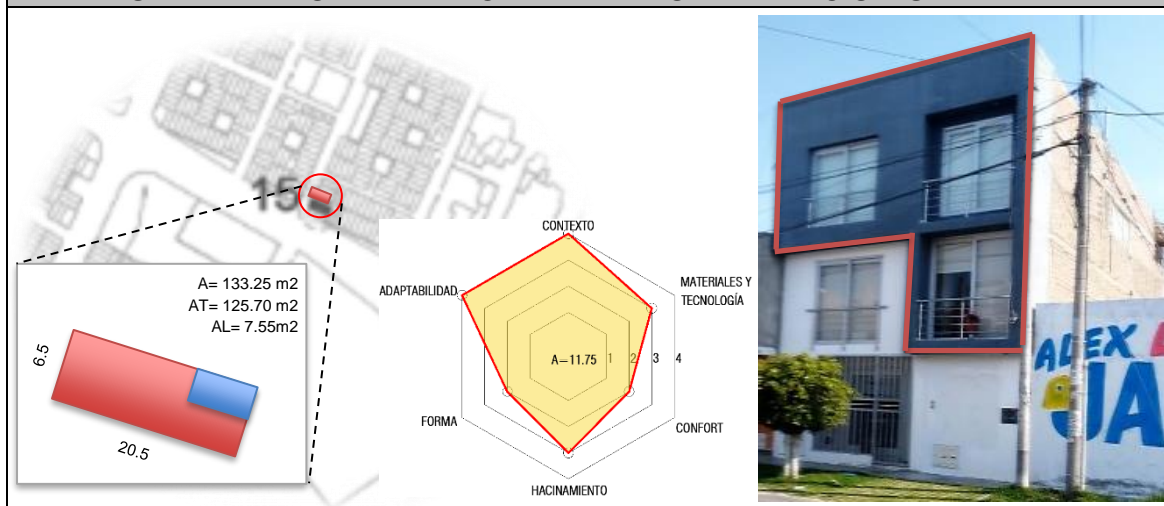 15
A= 133.25 m2
AT= 125.70 m2
AL= 7.55m2
6.5
20.5
CONTEXTO
MATERIALES Y
TECNOLOGÍA
ADAPTABILIDAD
A=11.75
1 2 3 4
FORMA
CONFORT
HACINAMIENTO
ALEX
JA